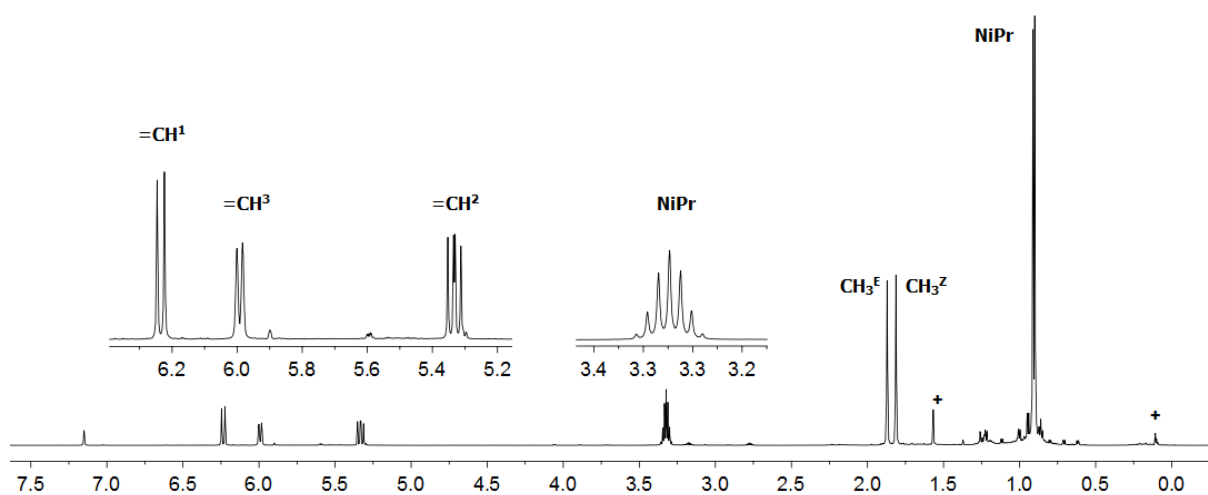 NiPr
=CH¹
=CH³ =CH² NiPr
CH₃ᴱ CH₃ᶻ
+ +
6.2 6.0 5.8 5.6 5.4 5.2 3.4 3.3 3.3 3.2
7.5 7.0 6.5 6.0 5.5 5.0 4.5 4.0 3.5 3.0 2.5 2.0 1.5 1.0 0.5 0.0